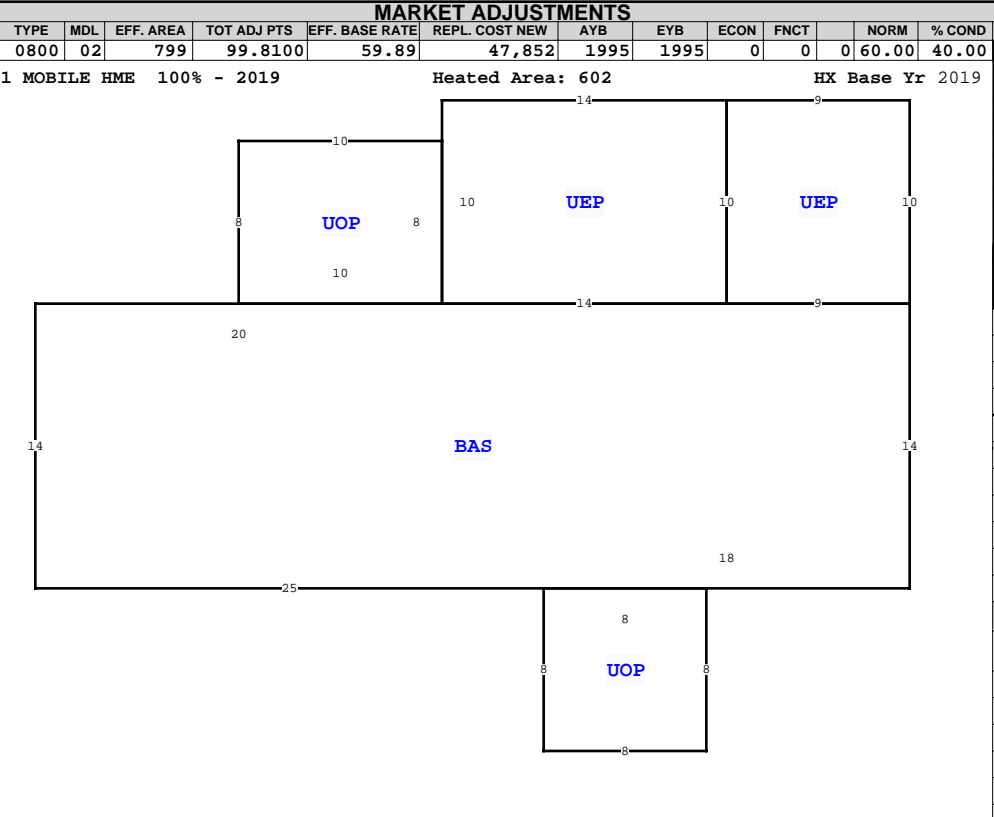 MARKET ADJUSTMENTS
TYPE MDL EFF. AREA TOT ADJ PTS EFF. BASE RATE REPL. COST NEW AYB EYB ECON FNCT NORM % COND
0800 02 799 99.8100 59.89 47,852 1995 1995 0 0 0 60.00 40.00
1 MOBILE HME 100% - 2019 Heated Area: 602 HX Base Yr 2019
14 9
10
10 UEP 10 UEP 10
8 UOP 8
10
14 9
20
14 BAS 14
18
25
8
8 UOP 8
8